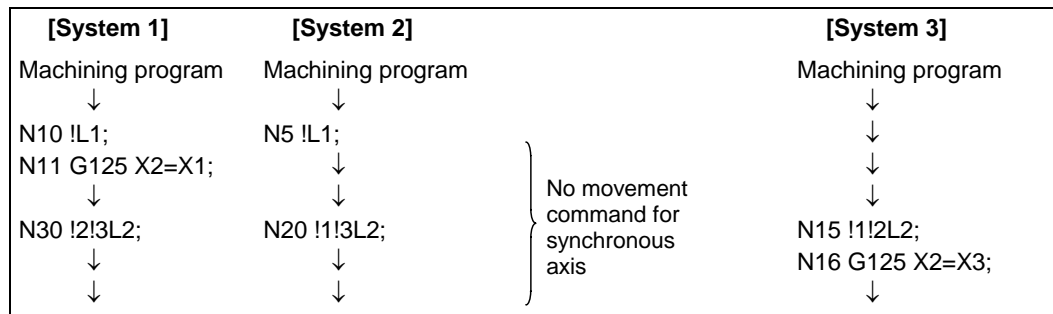 [System 1] [System 2] [System 3]
Machining program Machining program Machining program
↓ ↓ ↓
N10 !L1; N5 !L1; ↓
N11 G125 X2=X1; ↓ ↓
↓ ↓ ↓
N30 !2!3L2; N20 !1!3L2; N15 !1!2L2;
↓ ↓ N16 G125 X2=X3;
↓ ↓ ↓
No movement
command for
synchronous
axis